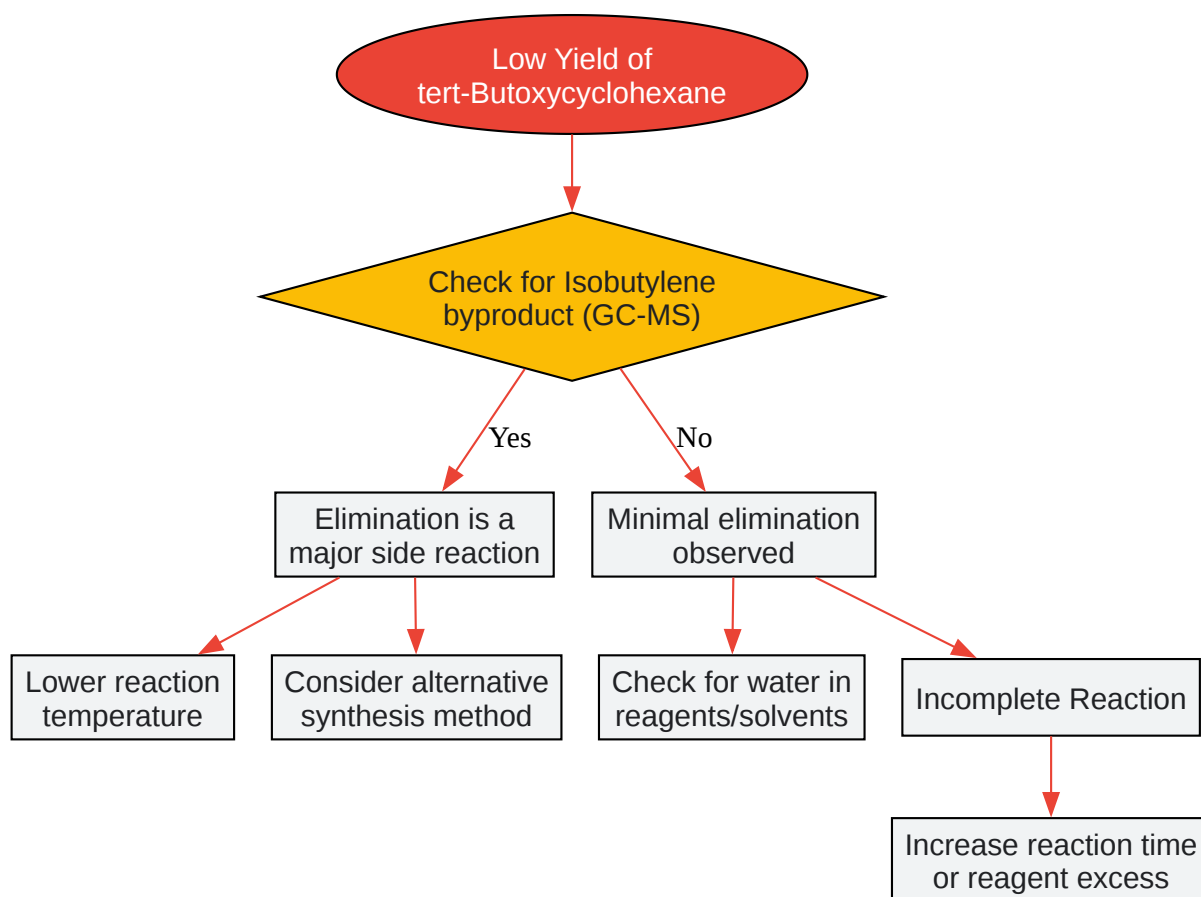 Low Yield of
tert-Butoxycyclohexane
Check for Isobutylene
byproduct (GC-MS)
Yes
No
Elimination is a
major side reaction
Minimal elimination
observed
Lower reaction
temperature
Consider alternative
synthesis method
Check for water in
reagents/solvents
Incomplete Reaction
Increase reaction time
or reagent excess